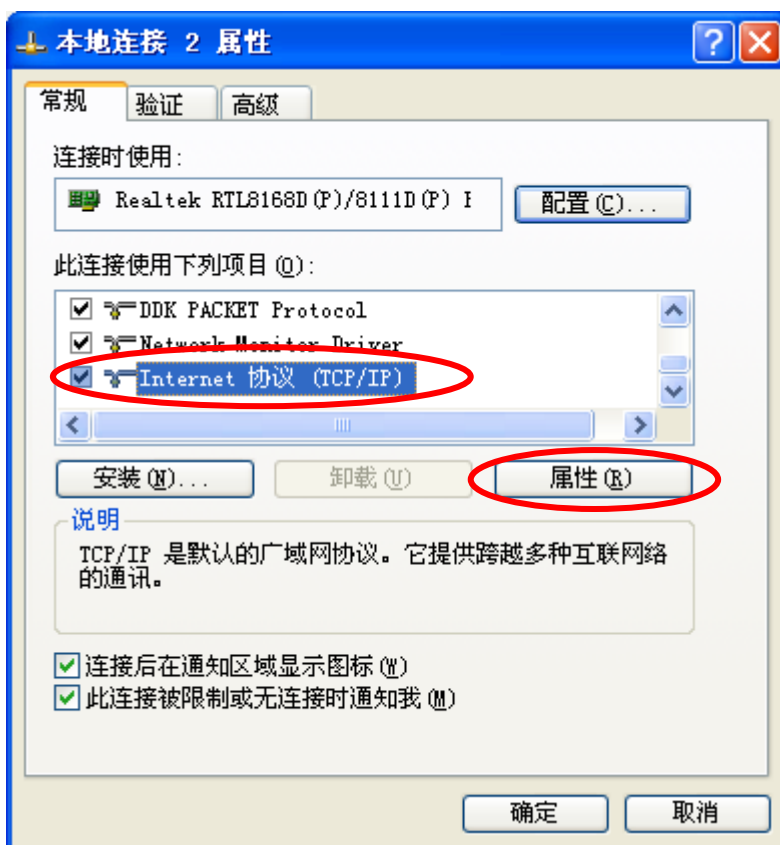 本地连接 2 属性
常规 验证 高级
连接时使用:
Realtek RTL8168D(P)/8111D(P) F
配置(C)...
此连接使用下列项目(O):
DDK PACKET Protocol
Network Monitor Driver
Internet 协议 (TCP/IP)
安装(N)... 卸载(U) 属性(R)
说明
TCP/IP 是默认的广域网协议。它提供跨越多种互联网络
的通讯。
连接后在通知区域显示图标(W)
此连接被限制或无连接时通知我(M)
确定 取消